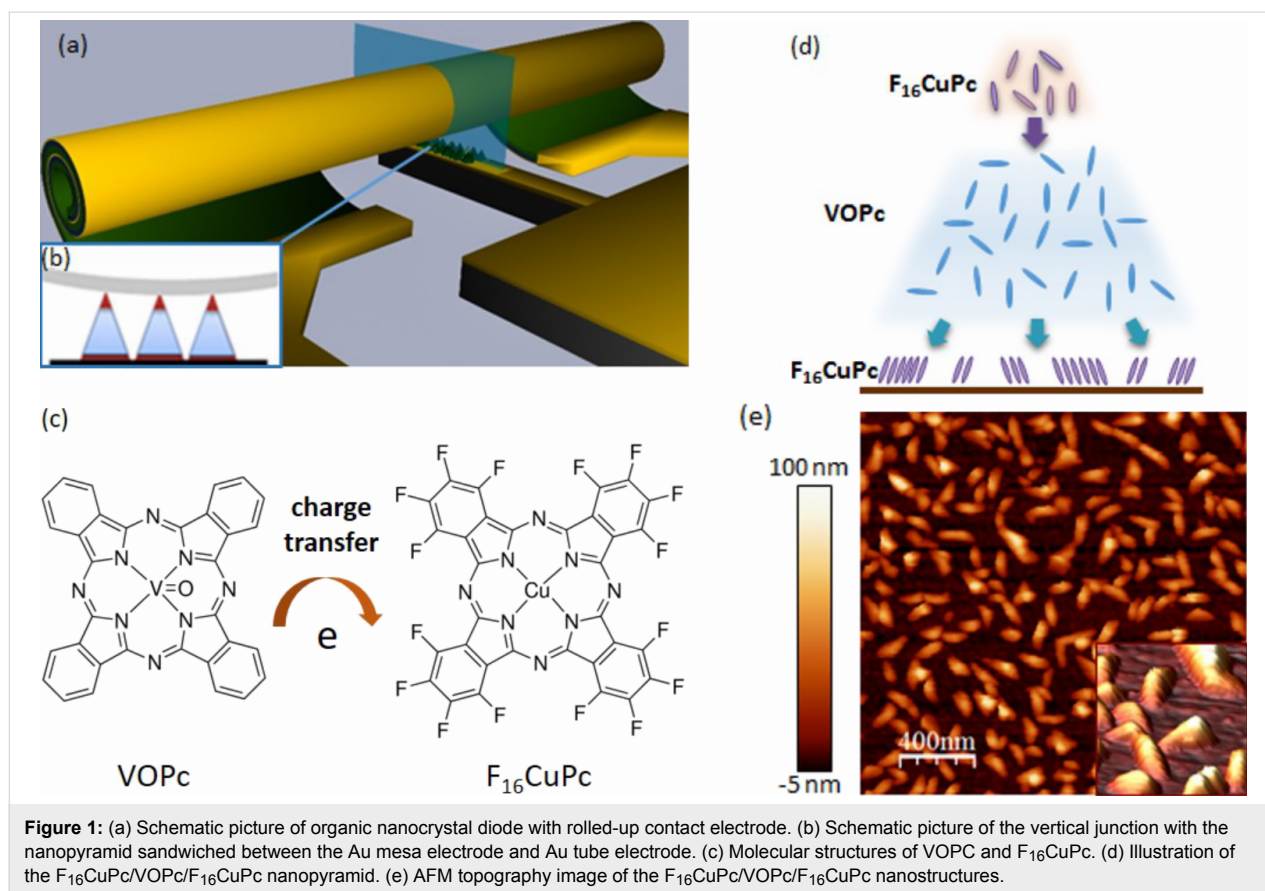 (a)
(b)
(c)
N
N
N
N
V=O
N
N
N
N
VOPc
charge
transfer
e
F
F
F
F
F
F
F
F
N
N
N
N
Cu
N
N
N
N
F
F
F
F
F
F
F
F
F₁₆CuPc
(d)
F₁₆CuPc
VOPc
F₁₆CuPc
(e)
100 nm
-5 nm
400nm
Figure 1: (a) Schematic picture of organic nanocrystal diode with rolled-up contact electrode. (b) Schematic picture of the vertical junction with the
nanopyramid sandwiched between the Au mesa electrode and Au tube electrode. (c) Molecular structures of VOPC and F₁₆CuPc. (d) Illustration of
the F₁₆CuPc/VOPc/F₁₆CuPc nanopyramid. (e) AFM topography image of the F₁₆CuPc/VOPc/F₁₆CuPc nanostructures.